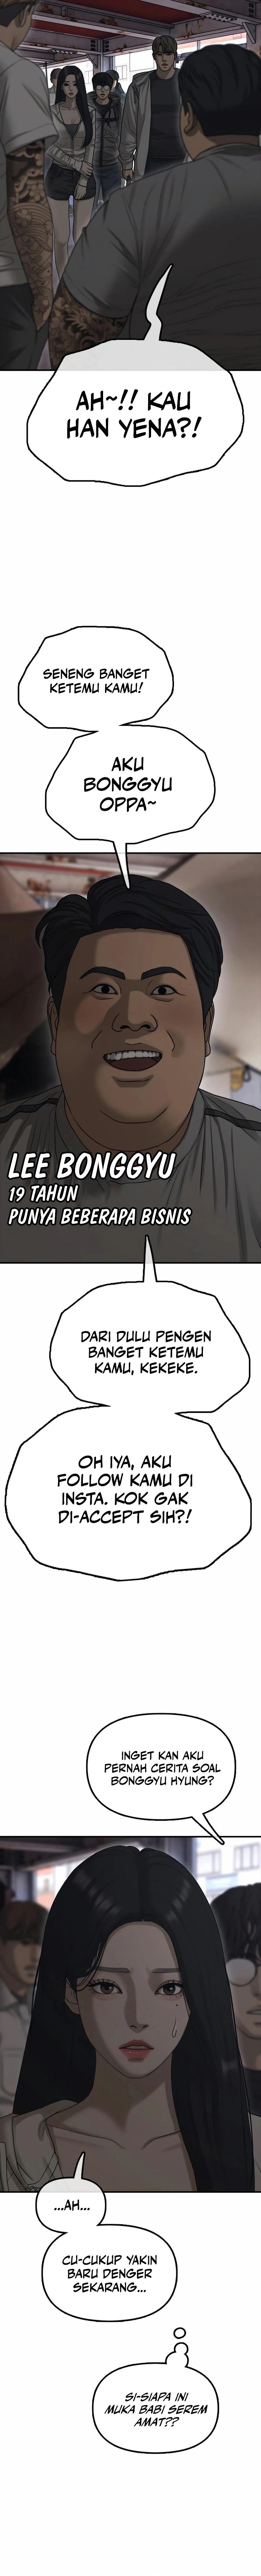 AH~!! KAU
HAN YENA?!
SENENG BANGET
KETEMU KAMU!
AKU
BONGGYU
OPPA~
LEE BONGGYU
19 TAHUN
PUNYA BEBERAPA BISNIS
DARI DULU PENGEN
BANGET KETEMU
KAMU, KEKEKE.
OH IYA, AKU
FOLLOW KAMU DI
INSTA. KOK GAK
DI-ACCEPT SIH?!
INGET KAN AKU
PERNAH CERITA SOAL
BONGGYU HYUNG?
...AH...
CU-CUKUP YAKIN
BARU DENGER
SEKARANG...
SI-SIAPA INI
MUKA BABI SEREM
AMAT??